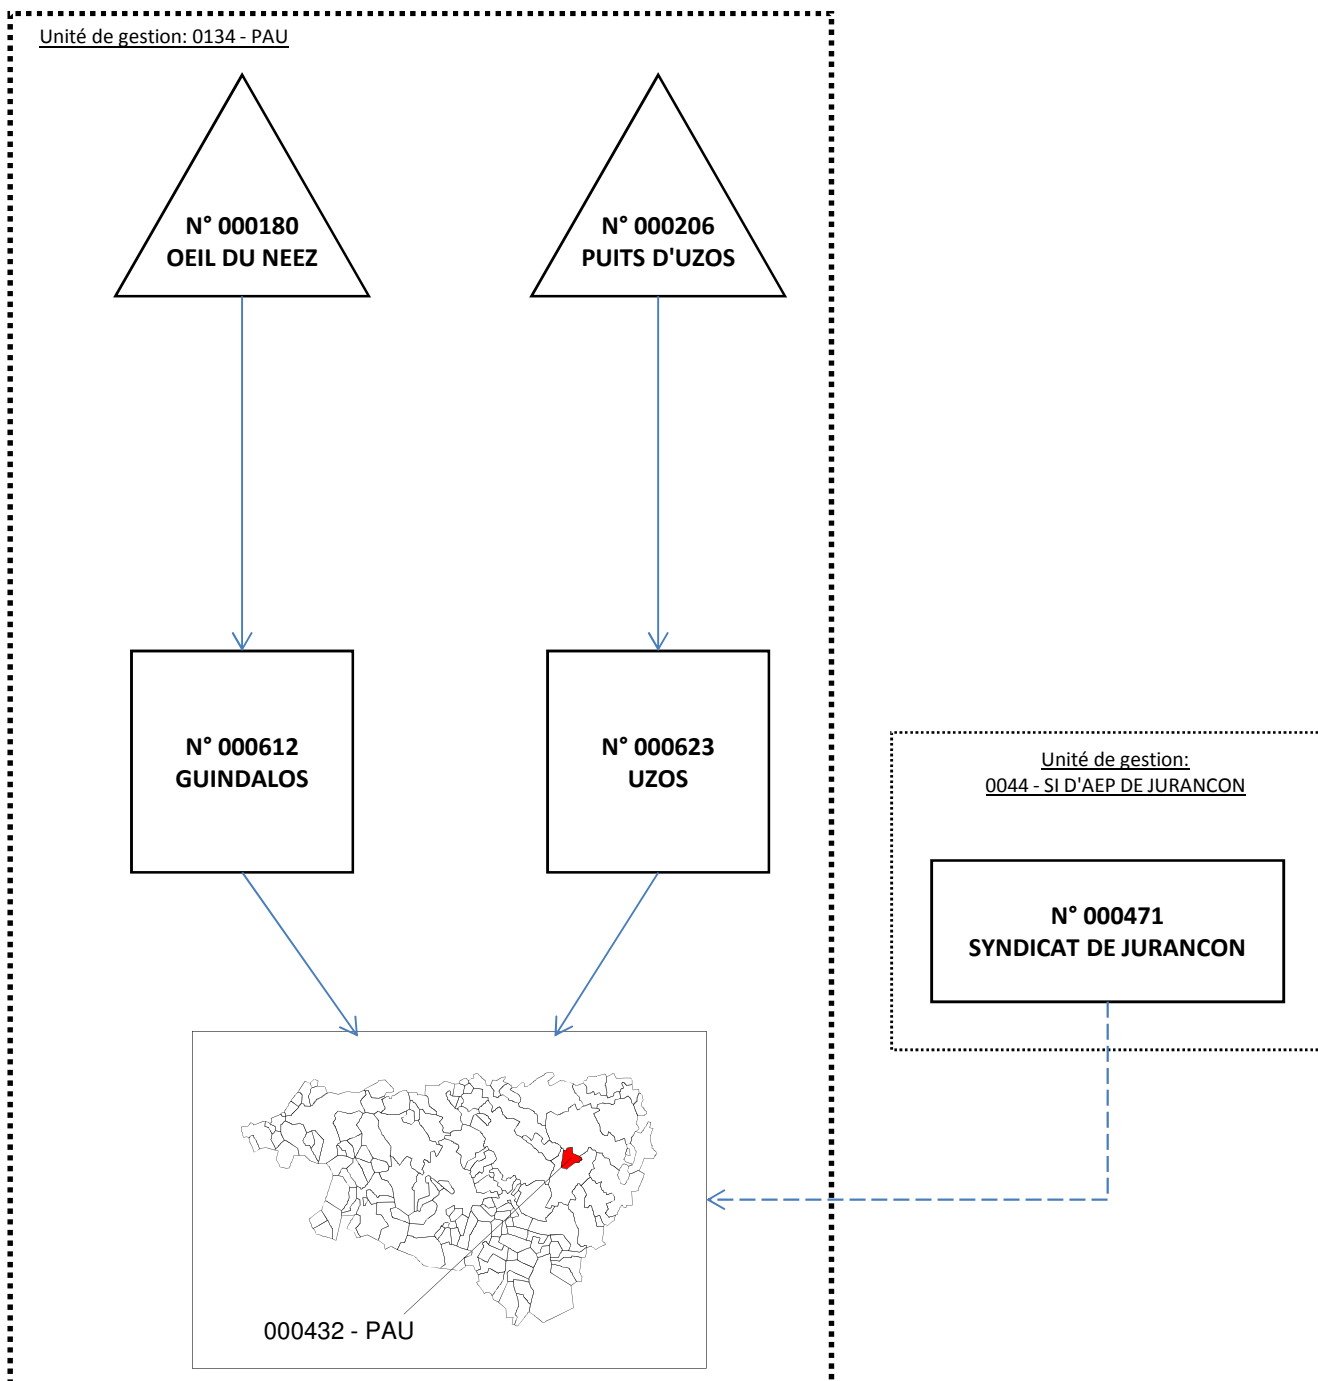 Unité de gestion: 0134 - PAU
N° 000180
OEIL DU NEEZ
N° 000206
PUITS D'UZOS
N° 000612
GUINDALOS
N° 000623
UZOS
Unité de gestion:
0044 - SI D'AEP DE JURANCON
N° 000471
SYNDICAT DE JURANCON
000432 - PAU